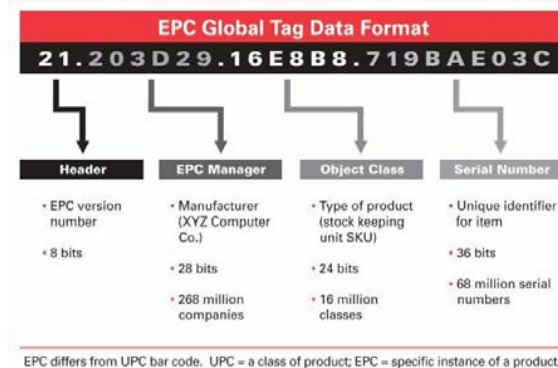 EPC Global Tag Data Format
21.203D29.16E8B8.719BAE03C
Header
• EPC version
number
• 8 bits
EPC Manager
• Manufacturer
(XYZ Computer
Co.)
• 28 bits
• 268 million
companies
Object Class
• Type of product
(stock keeping
unit SKU)
• 24 bits
• 16 million
classes
Serial Number
• Unique identifier
for item
• 36 bits
• 68 million serial
numbers
EPC differs from UPC bar code. UPC = a class of product; EPC = specific instance of a product